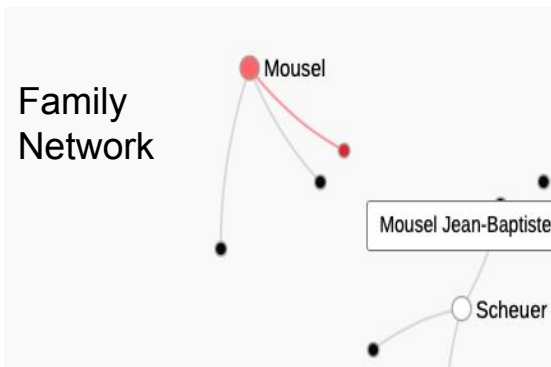 Mousel
Family
Network
Mousel Jean-Baptiste
Scheuer